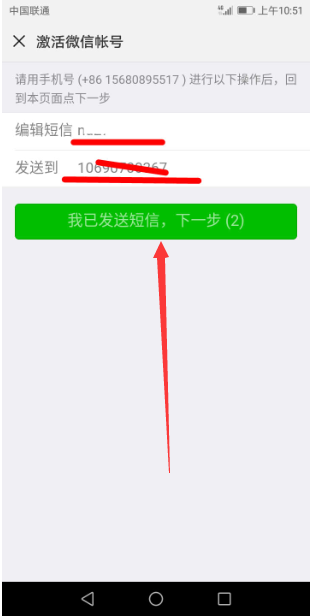 中国联通 上午10:51
激活微信帐号
请用手机号 (+86 15680895517 ) 进行以下操作后，回
到本页面点下一步
编辑短信
发送到
我已发送短信，下一步 (2)